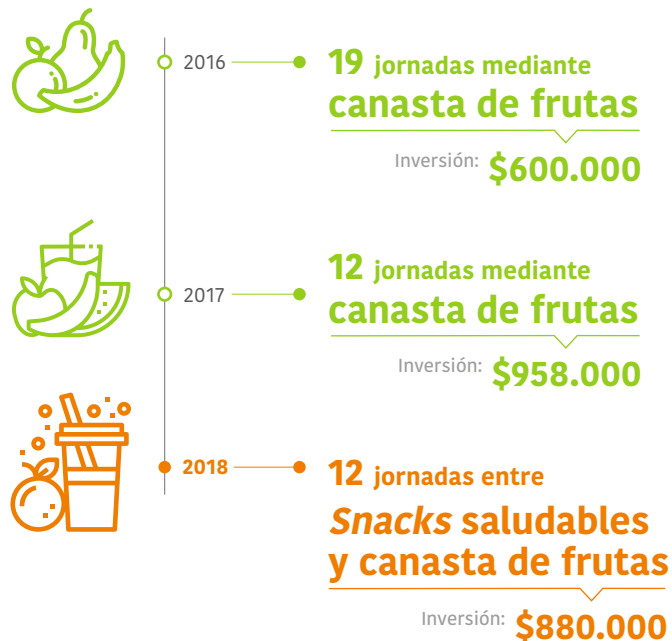 2016
19 jornadas mediante
canasta de frutas
Inversión: $600.000
2017
12 jornadas mediante
canasta de frutas
Inversión: $958.000
2018
12 jornadas entre
Snacks saludables
y canasta de frutas
Inversión: $880.000